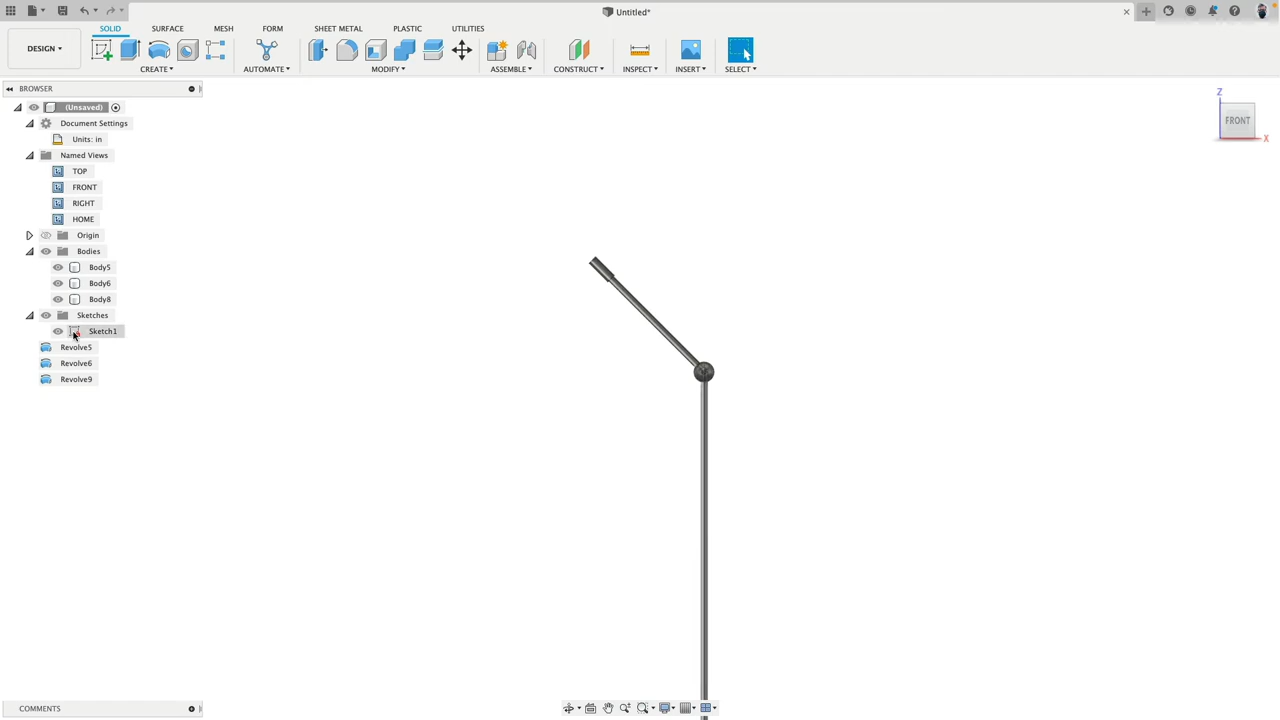 Untitled*
DESIGN
SOLID
SURFACE
MESH
FORM
SHEET METAL
PLASTIC
UTILITIES
CREATE
AUTOMATE
MODIFY
ASSEMBLE
CONSTRUCT
INSPECT
INSERT
SELECT
BROWSER
(Unsaved)
Document Settings
Units: in
Named Views
TOP
FRONT
RIGHT
HOME
Origin
Bodies
Body5
Body6
Body8
Sketches
Sketch1
Revolve5
Revolve6
Revolve9
Z
FRONT
X
COMMENTS